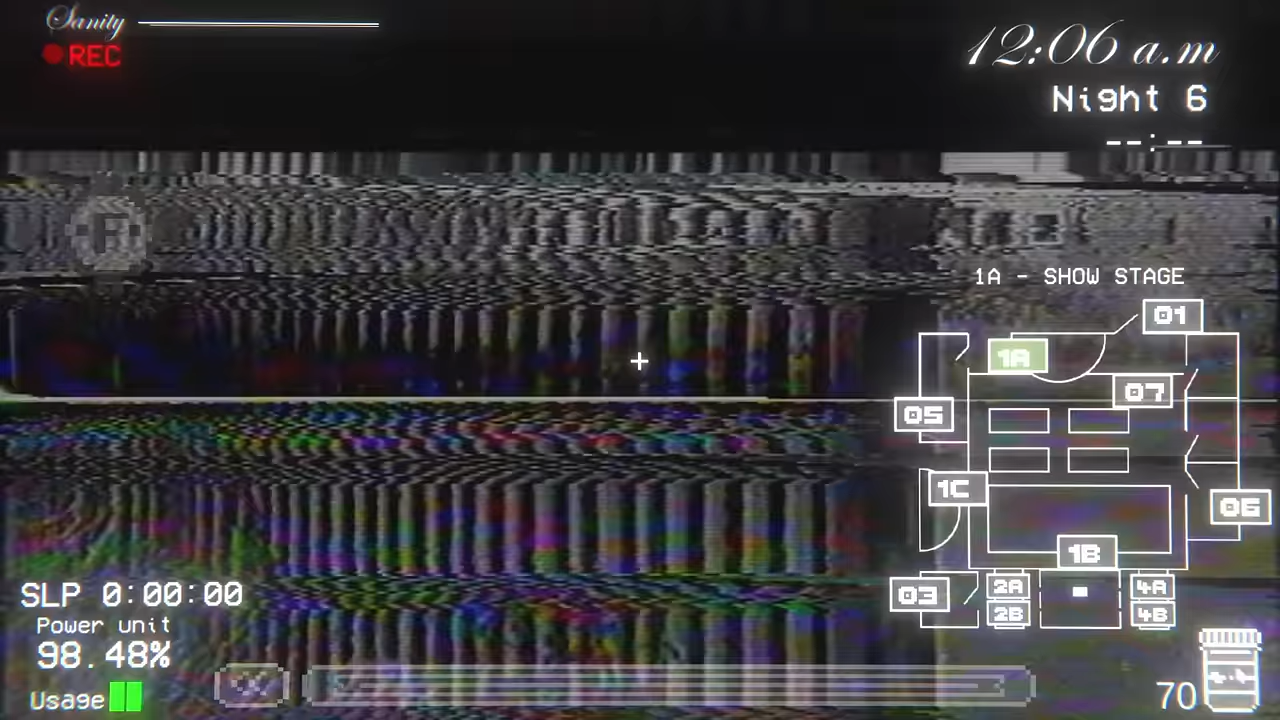 Sanity
REC
12:06 a.m
Night 6
--:--
F
1A - SHOW STAGE
01
1A
07
05
1C
06
1B
03
2A
4A
2B
4B
SLP 0:00:00
Power unit
98.48%
Usage
70